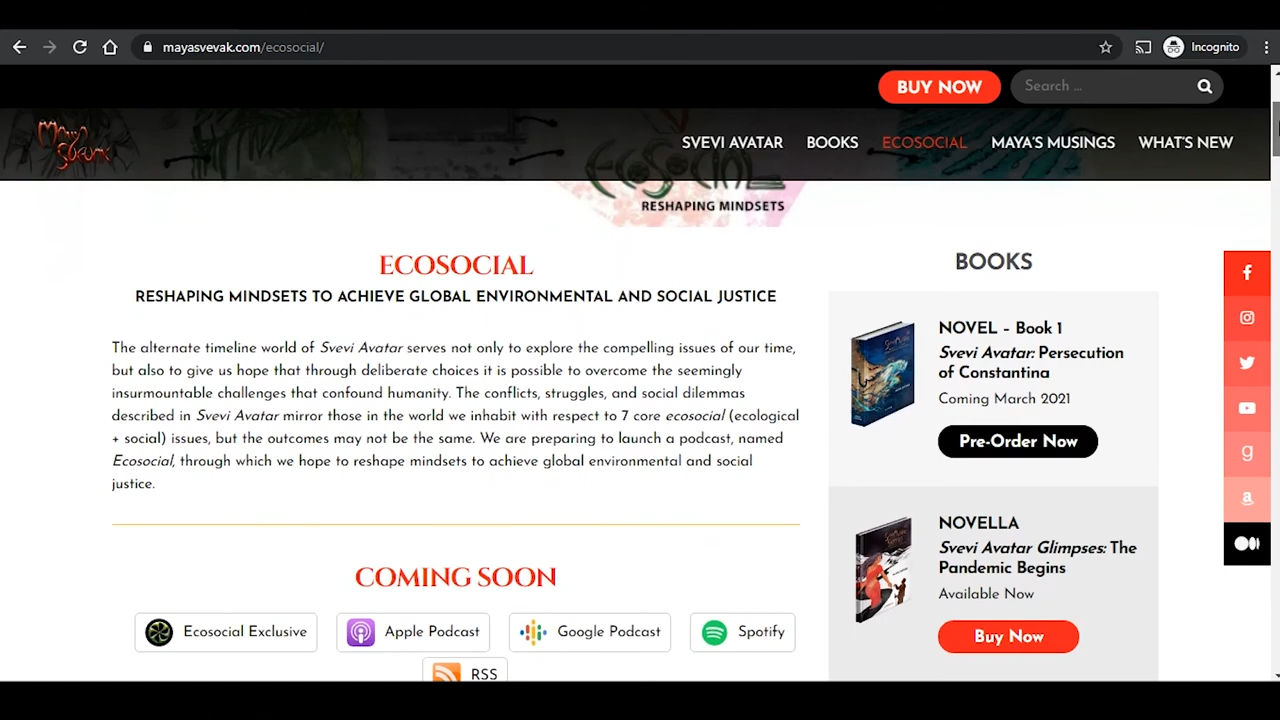 mayasvevak.com/ecosocial/
Incognito
BUY NOW
Search ...
Maya
Svevak
SVEVI AVATAR
BOOKS
ECOSOCIAL
MAYA'S MUSINGS
WHAT'S NEW
EcoSocial
RESHAPING MINDSETS
ECOSOCIAL
RESHAPING MINDSETS TO ACHIEVE GLOBAL ENVIRONMENTAL AND SOCIAL JUSTICE
The alternate timeline world of Svevi Avatar serves not only to explore the compelling issues of our time,
but also to give us hope that through deliberate choices it is possible to overcome the seemingly
insurmountable challenges that confound humanity. The conflicts, struggles, and social dilemmas
described in Svevi Avatar mirror those in the world we inhabit with respect to 7 core ecosocial (ecological
+ social) issues, but the outcomes may not be the same. We are preparing to launch a podcast, named
Ecosocial, through which we hope to reshape mindsets to achieve global environmental and social
justice.
COMING SOON
Ecosocial Exclusive
Apple Podcast
Google Podcast
Spotify
RSS
BOOKS
NOVEL – Book 1
Svevi Avatar: Persecution
of Constantina
Coming March 2021
Pre-Order Now
NOVELLA
Svevi Avatar Glimpses: The
Pandemic Begins
Available Now
Buy Now